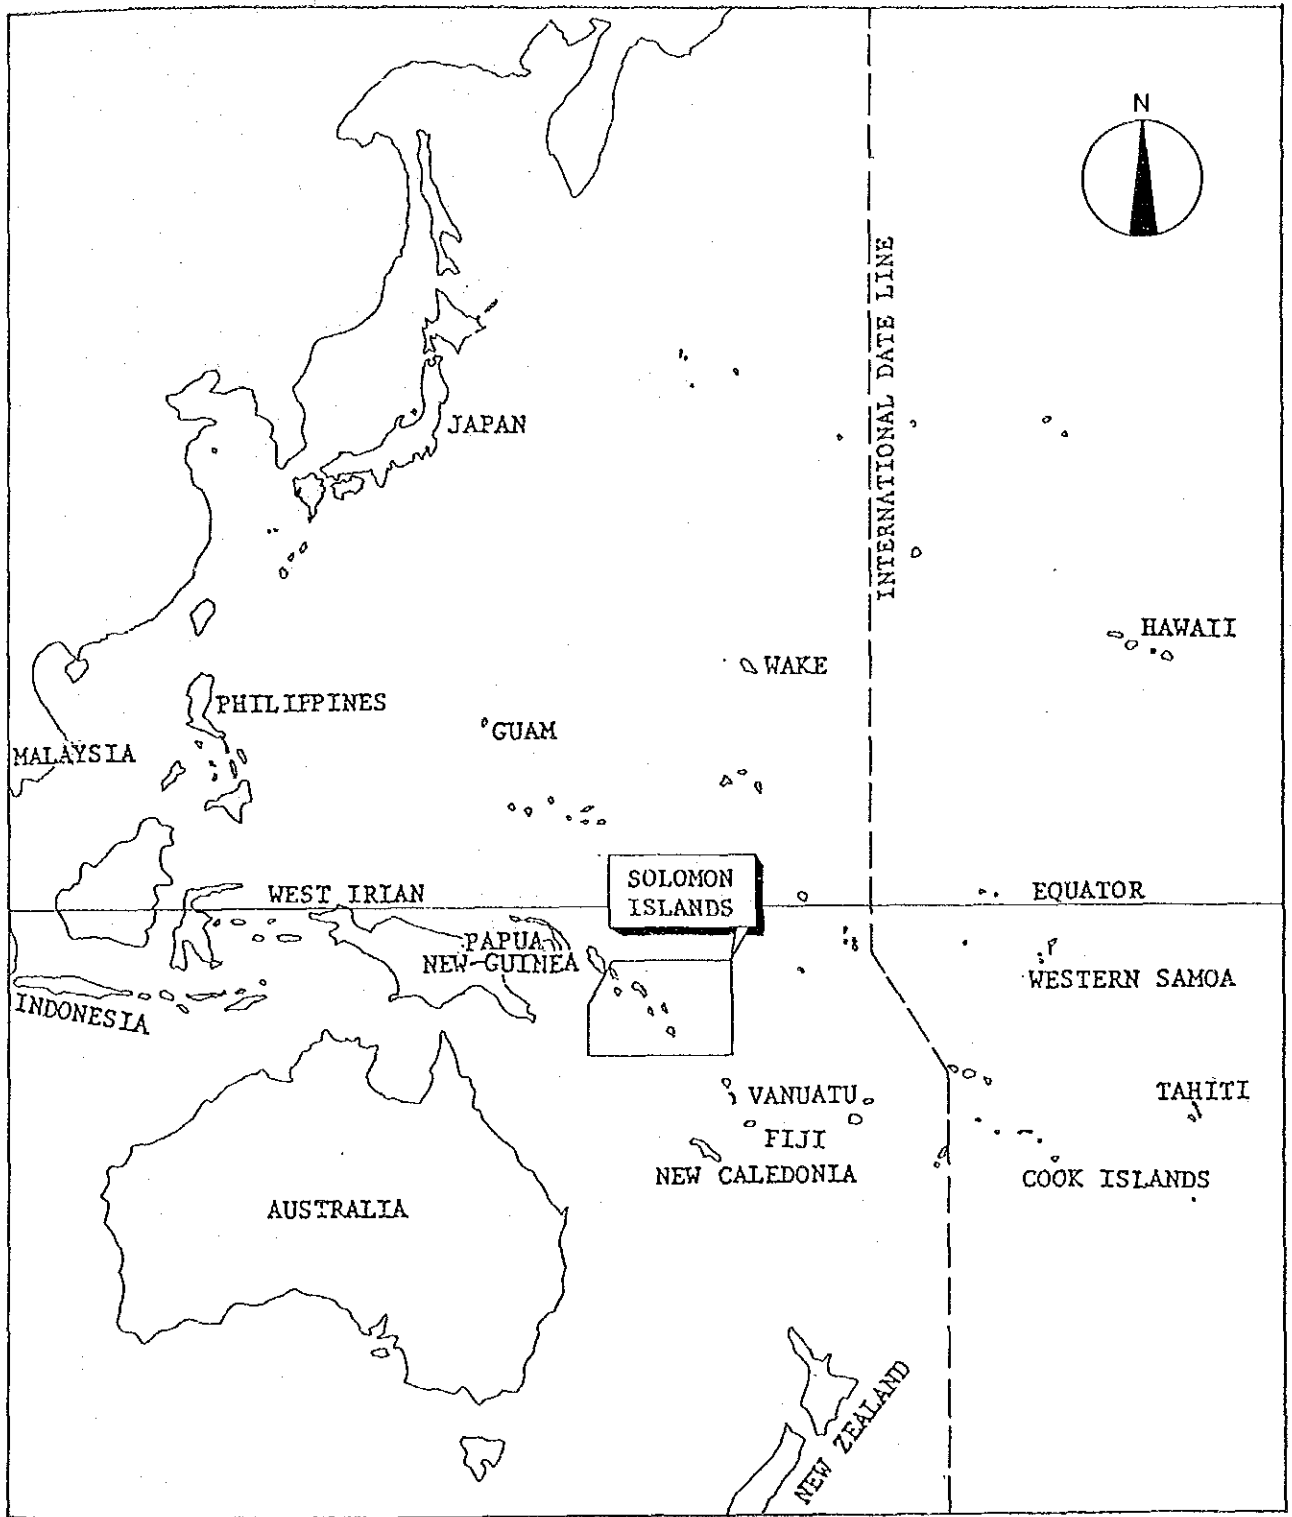 N
INTERNATIONAL DATE LINE
JAPAN
HAWAII
WAKE
PHILIFPINES
GUAM
MALAYSIA
SOLOMON
ISLANDS
WEST IRIAN
EQUATOR
PAPUA
NEW GUINEA
WESTERN SAMOA
INDONESIA
VANUATU
TAHITI
FIJI
NEW CALEDONIA
COOK ISLANDS
AUSTRALIA
NEW ZEALAND